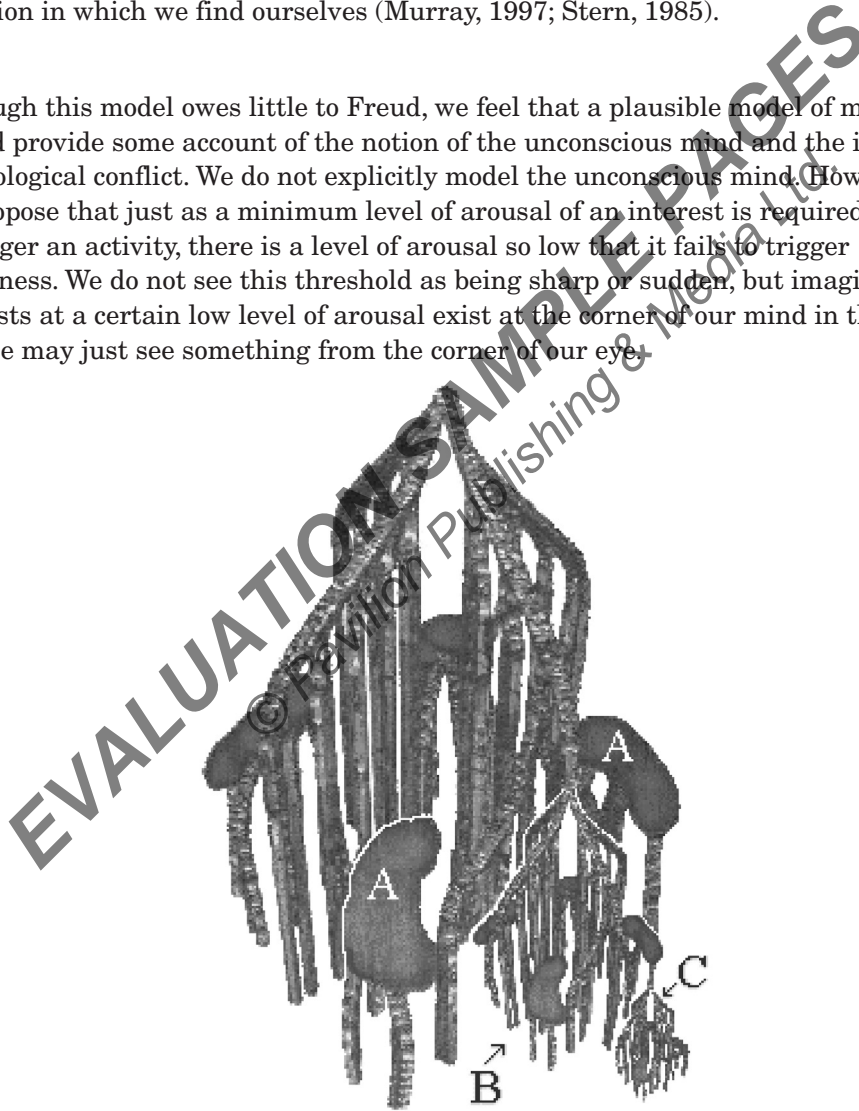 ion in which we find ourselves (Murray, 1997; Stern, 1985).
ugh this model owes little to Freud, we feel that a plausible model of m
d provide some account of the notion of the unconscious mind and the i
ological conflict. We do not explicitly model the unconscious mind. How
opose that just as a minimum level of arousal of an interest is required
ger an activity, there is a level of arousal so low that it fails to trigger
ness. We do not see this threshold as being sharp or sudden, but imagi
sts at a certain low level of arousal exist at the corner of our mind in th
e may just see something from the corner of our eye.
EVALUATION SAMPLE PAGES
© Pavilion Publishing & Media Ltd.
A
A
C
B